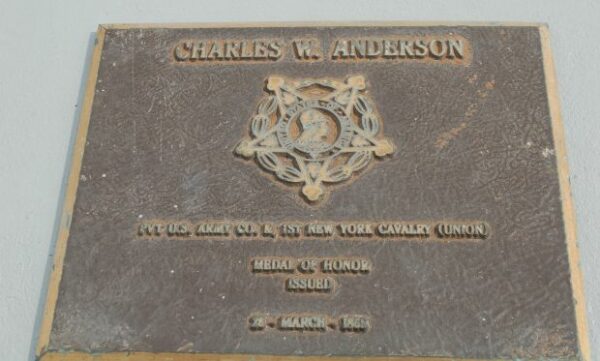 CHARLES W. ANDERSON
PVT U.S. ARMY CO. K, 1ST NEW YORK CAVALRY (UNION)
MEDAL OF HONOR
ISSUED
MARCH